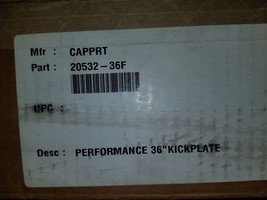 Mfr : CAPPRT
Part : 20532-36F
UPC :
Desc : PERFORMANCE 36"KICKPLATE